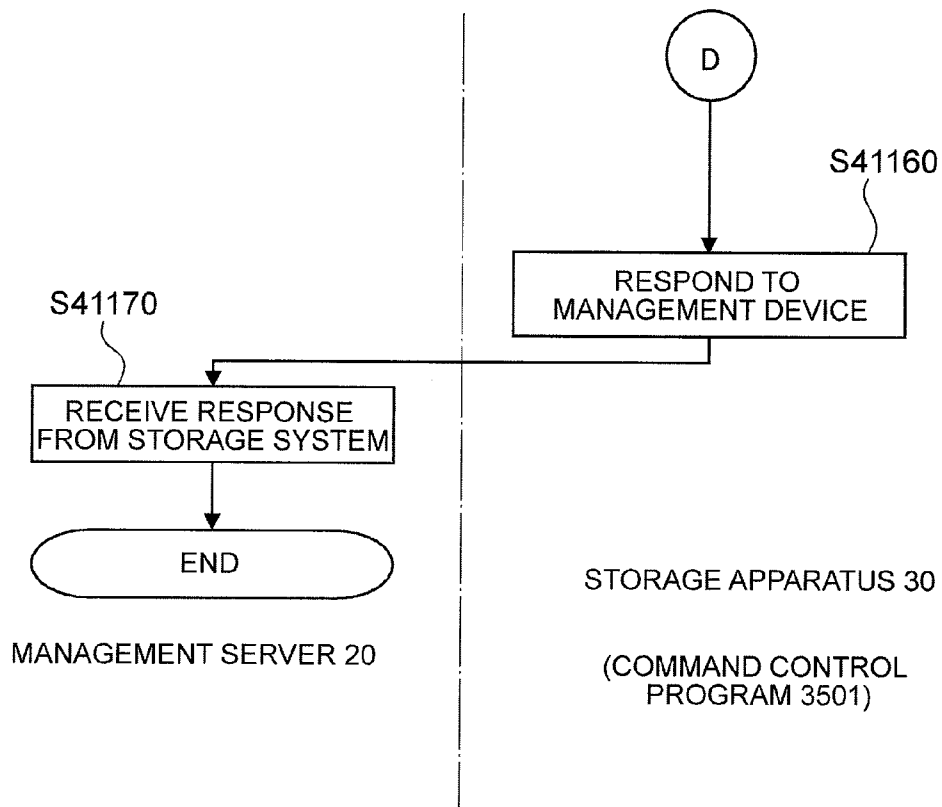 D
S41160
RESPOND TO
MANAGEMENT DEVICE
S41170
RECEIVE RESPONSE
FROM STORAGE SYSTEM
END
STORAGE APPARATUS 30
MANAGEMENT SERVER 20
(COMMAND CONTROL
PROGRAM 3501)